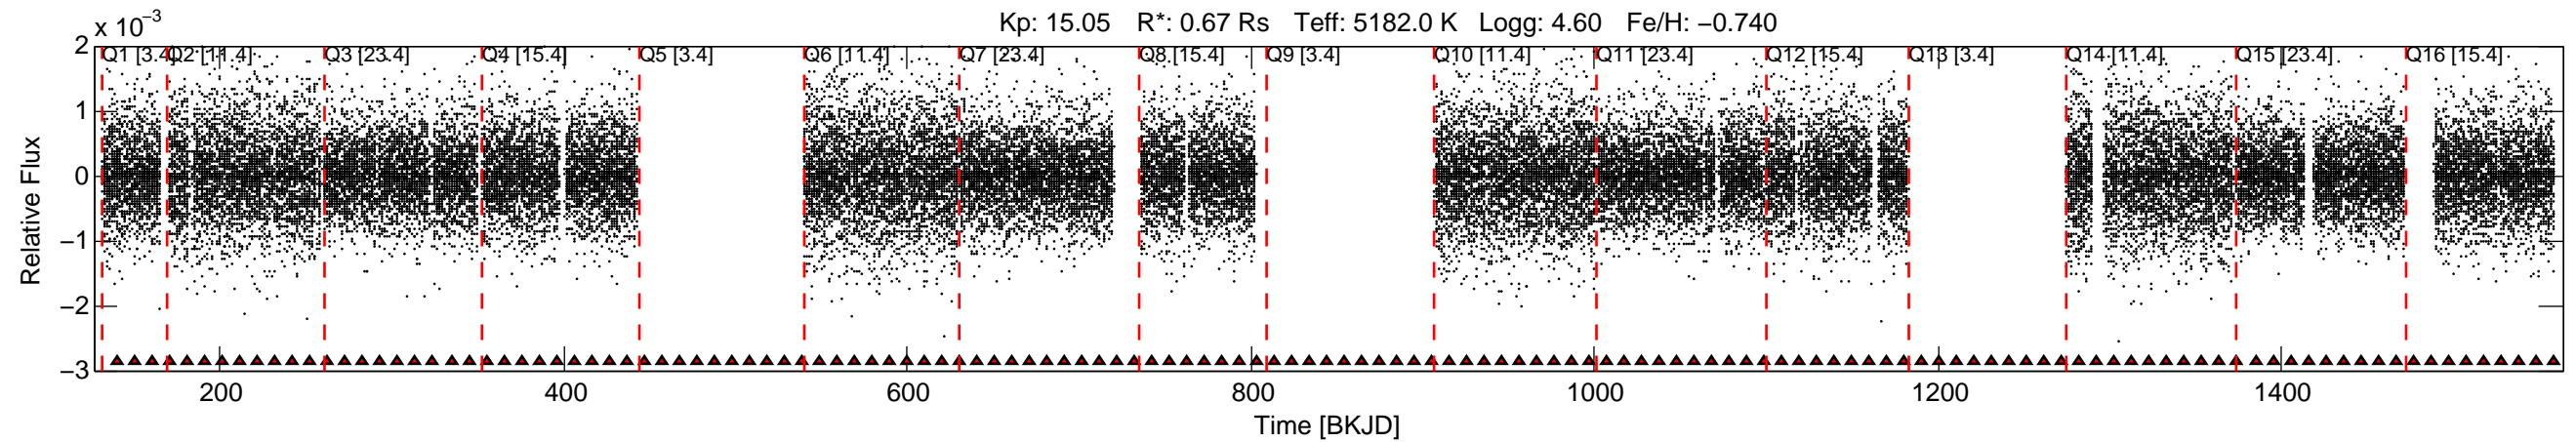 Kp: 15.05 R*: 0.67 Rs Teff: 5182.0 K Logg: 4.60 Fe/H: −0.740
x 10⁻³
Q1 [3.4] Q2 [11.4] Q3 [23.4] Q4 [15.4] Q5 [3.4] Q6 [11.4] Q7 [23.4] Q8 [15.4] Q9 [3.4] Q10 [11.4] Q11 [23.4] Q12 [15.4] Q13 [3.4] Q14 [11.4] Q15 [23.4] Q16 [15.4]
2
1
0
−1
−2
−3
Relative Flux
200 400 600 800 1000 1200 1400
Time [BKJD]